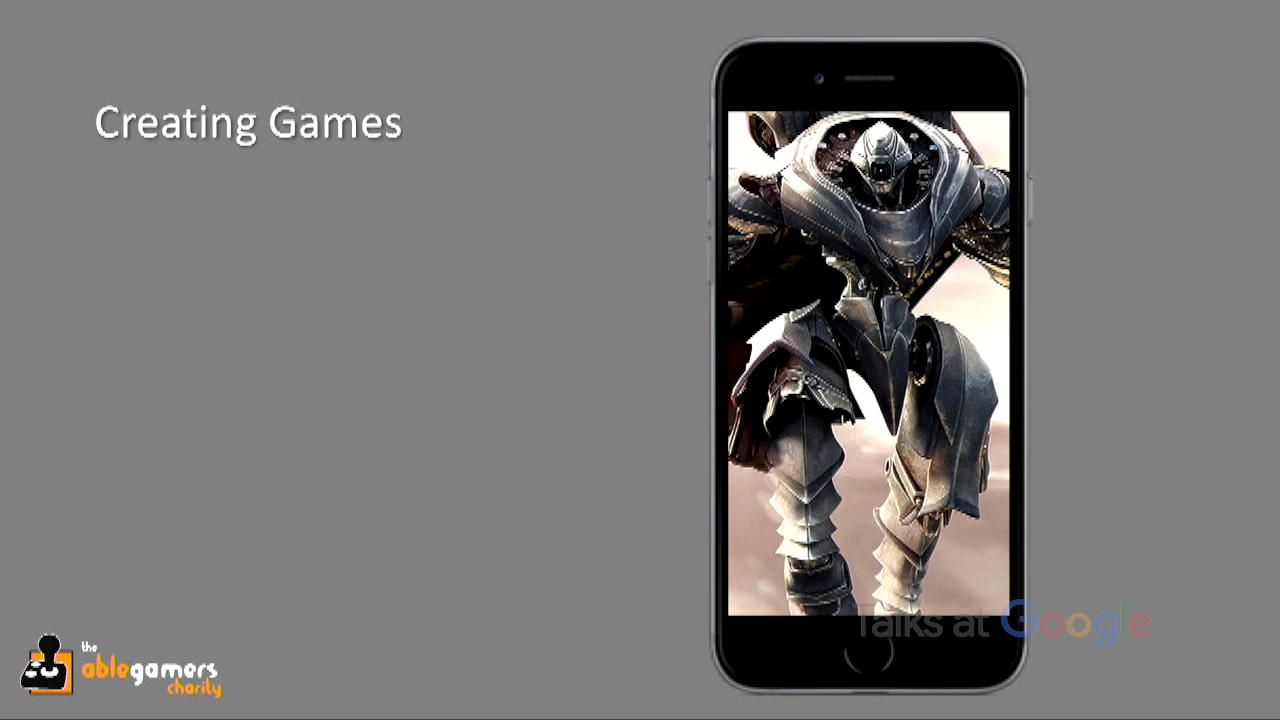 Creating Games
Talks at Google
the
ablegamers
charity